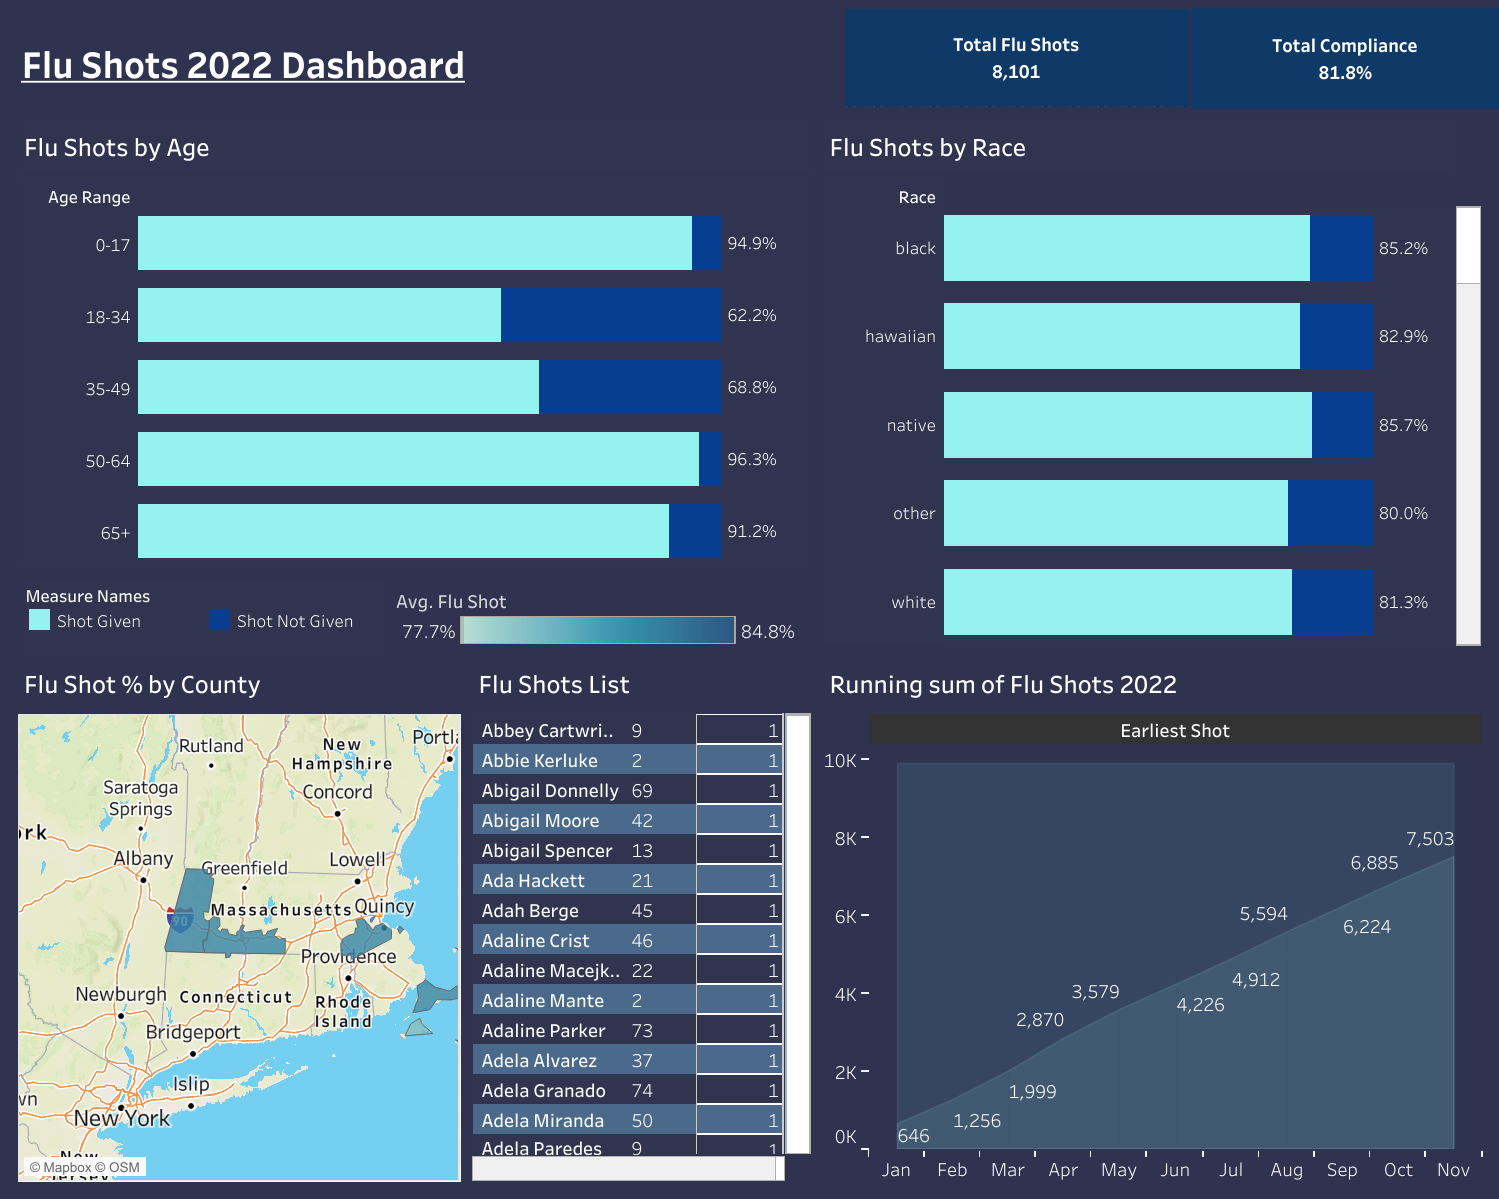 Flu Shots 2022 Dashboard
Total Flu Shots
8,101
Total Compliance
81.8%
Flu Shots by Age
Age Range
0-17
94.9%
18-34
62.2%
35-49
68.8%
50-64
96.3%
65+
91.2%
Measure Names
Shot Given
Shot Not Given
Avg. Flu Shot
77.7%
84.8%
Flu Shots by Race
Race
black
85.2%
hawaiian
82.9%
native
85.7%
other
80.0%
white
81.3%
Flu Shot % by County
Rutland
New
Hampshire
Portla
Saratoga
Springs
Concord
ork
Albany
Greenfield
Lowell
90
Massachusetts
Quincy
Providence
Newburgh
Connecticut
Rhode
Island
Bridgeport
Islip
wn
New York
New
Jersey
© Mapbox © OSM
Flu Shots List
Abbey Cartwri.. 9 1
Abbie Kerluke 2 1
Abigail Donnelly 69 1
Abigail Moore 42 1
Abigail Spencer 13 1
Ada Hackett 21 1
Adah Berge 45 1
Adaline Crist 46 1
Adaline Macejk.. 22 1
Adaline Mante 2 1
Adaline Parker 73 1
Adela Alvarez 37 1
Adela Granado 74 1
Adela Miranda 50 1
Adela Paredes 9 1
Running sum of Flu Shots 2022
Earliest Shot
10K
8K
6K
4K
2K
0K
646
1,256
1,999
2,870
3,579
4,226
4,912
5,594
6,224
6,885
7,503
Jan Feb Mar Apr May Jun Jul Aug Sep Oct Nov